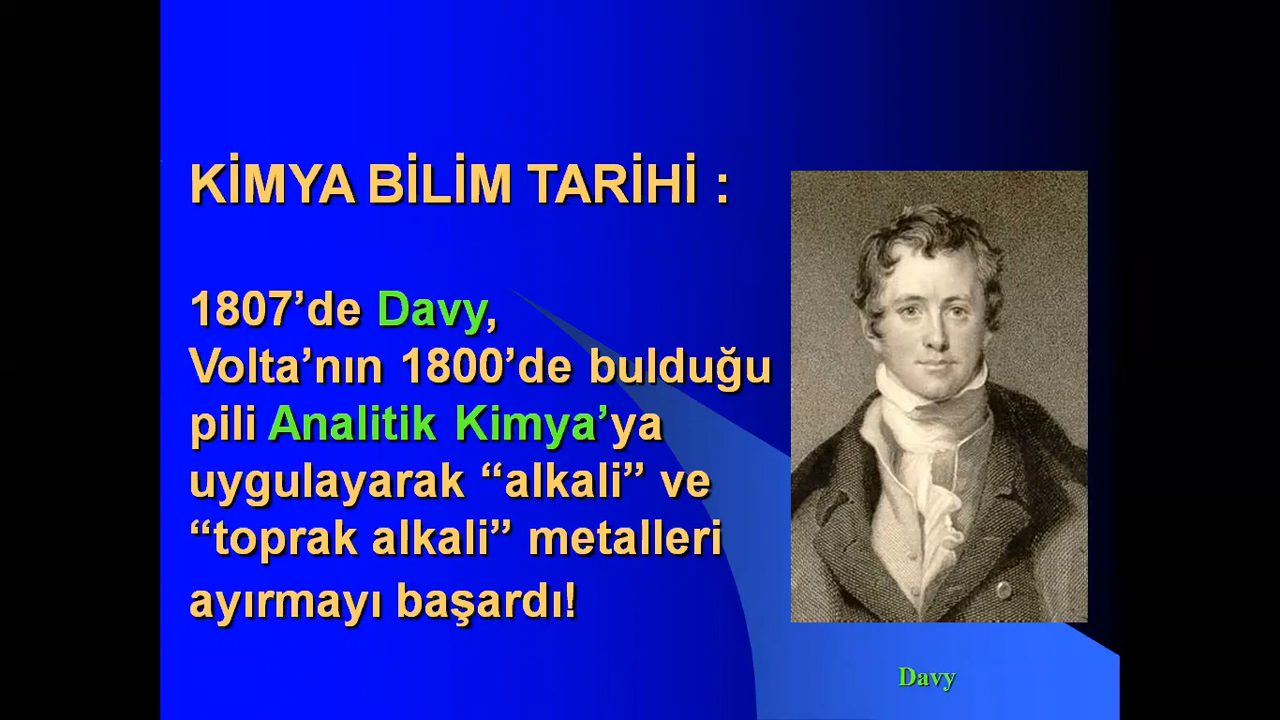 KİMYA BİLİM TARİHİ :
1807’de Davy,
Volta’nın 1800’de bulduğu
pili Analitik Kimya’ya
uygulayarak “alkali” ve
“toprak alkali” metalleri
ayırmayı başardı!
Davy